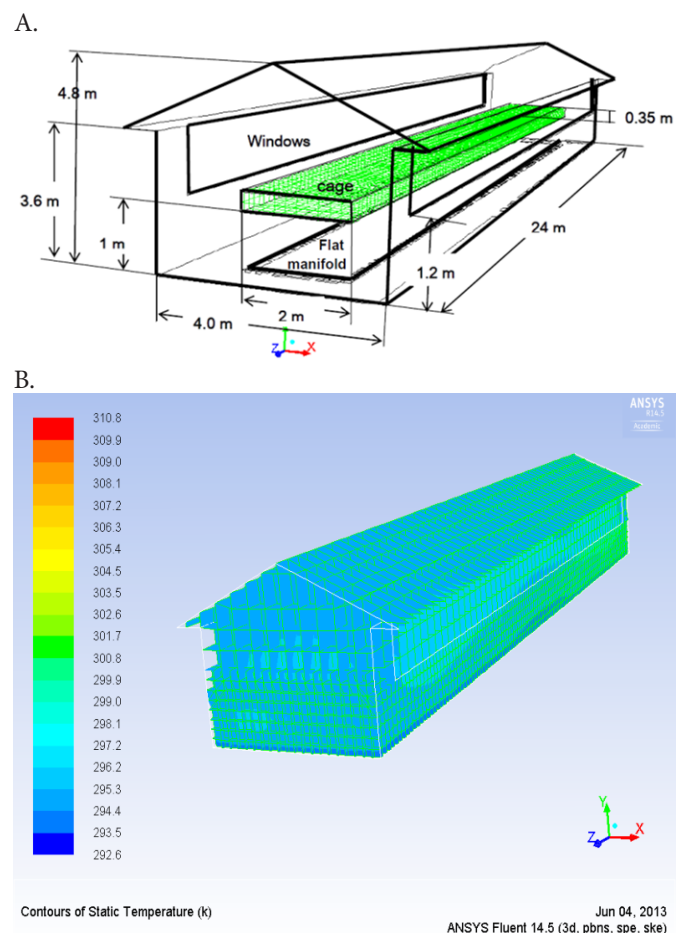 A.
4.8 m
0.35 m
Windows
cage
3.6 m
1 m
24 m
Flat
manifold
1.2 m
2 m
4.0 m
Z X
B.
ANSYS
R14.5
Academic
310.8
309.9
309.0
308.1
307.2
306.3
305.4
304.5
303.5
302.6
301.7
300.8
299.9
299.0
298.1
297.2
296.2
295.3
294.4
293.5
292.6
Y
Z X
Contours of Static Temperature (k)
Jun 04, 2013
ANSYS Fluent 14.5 (3d, pbns, spe, ske)